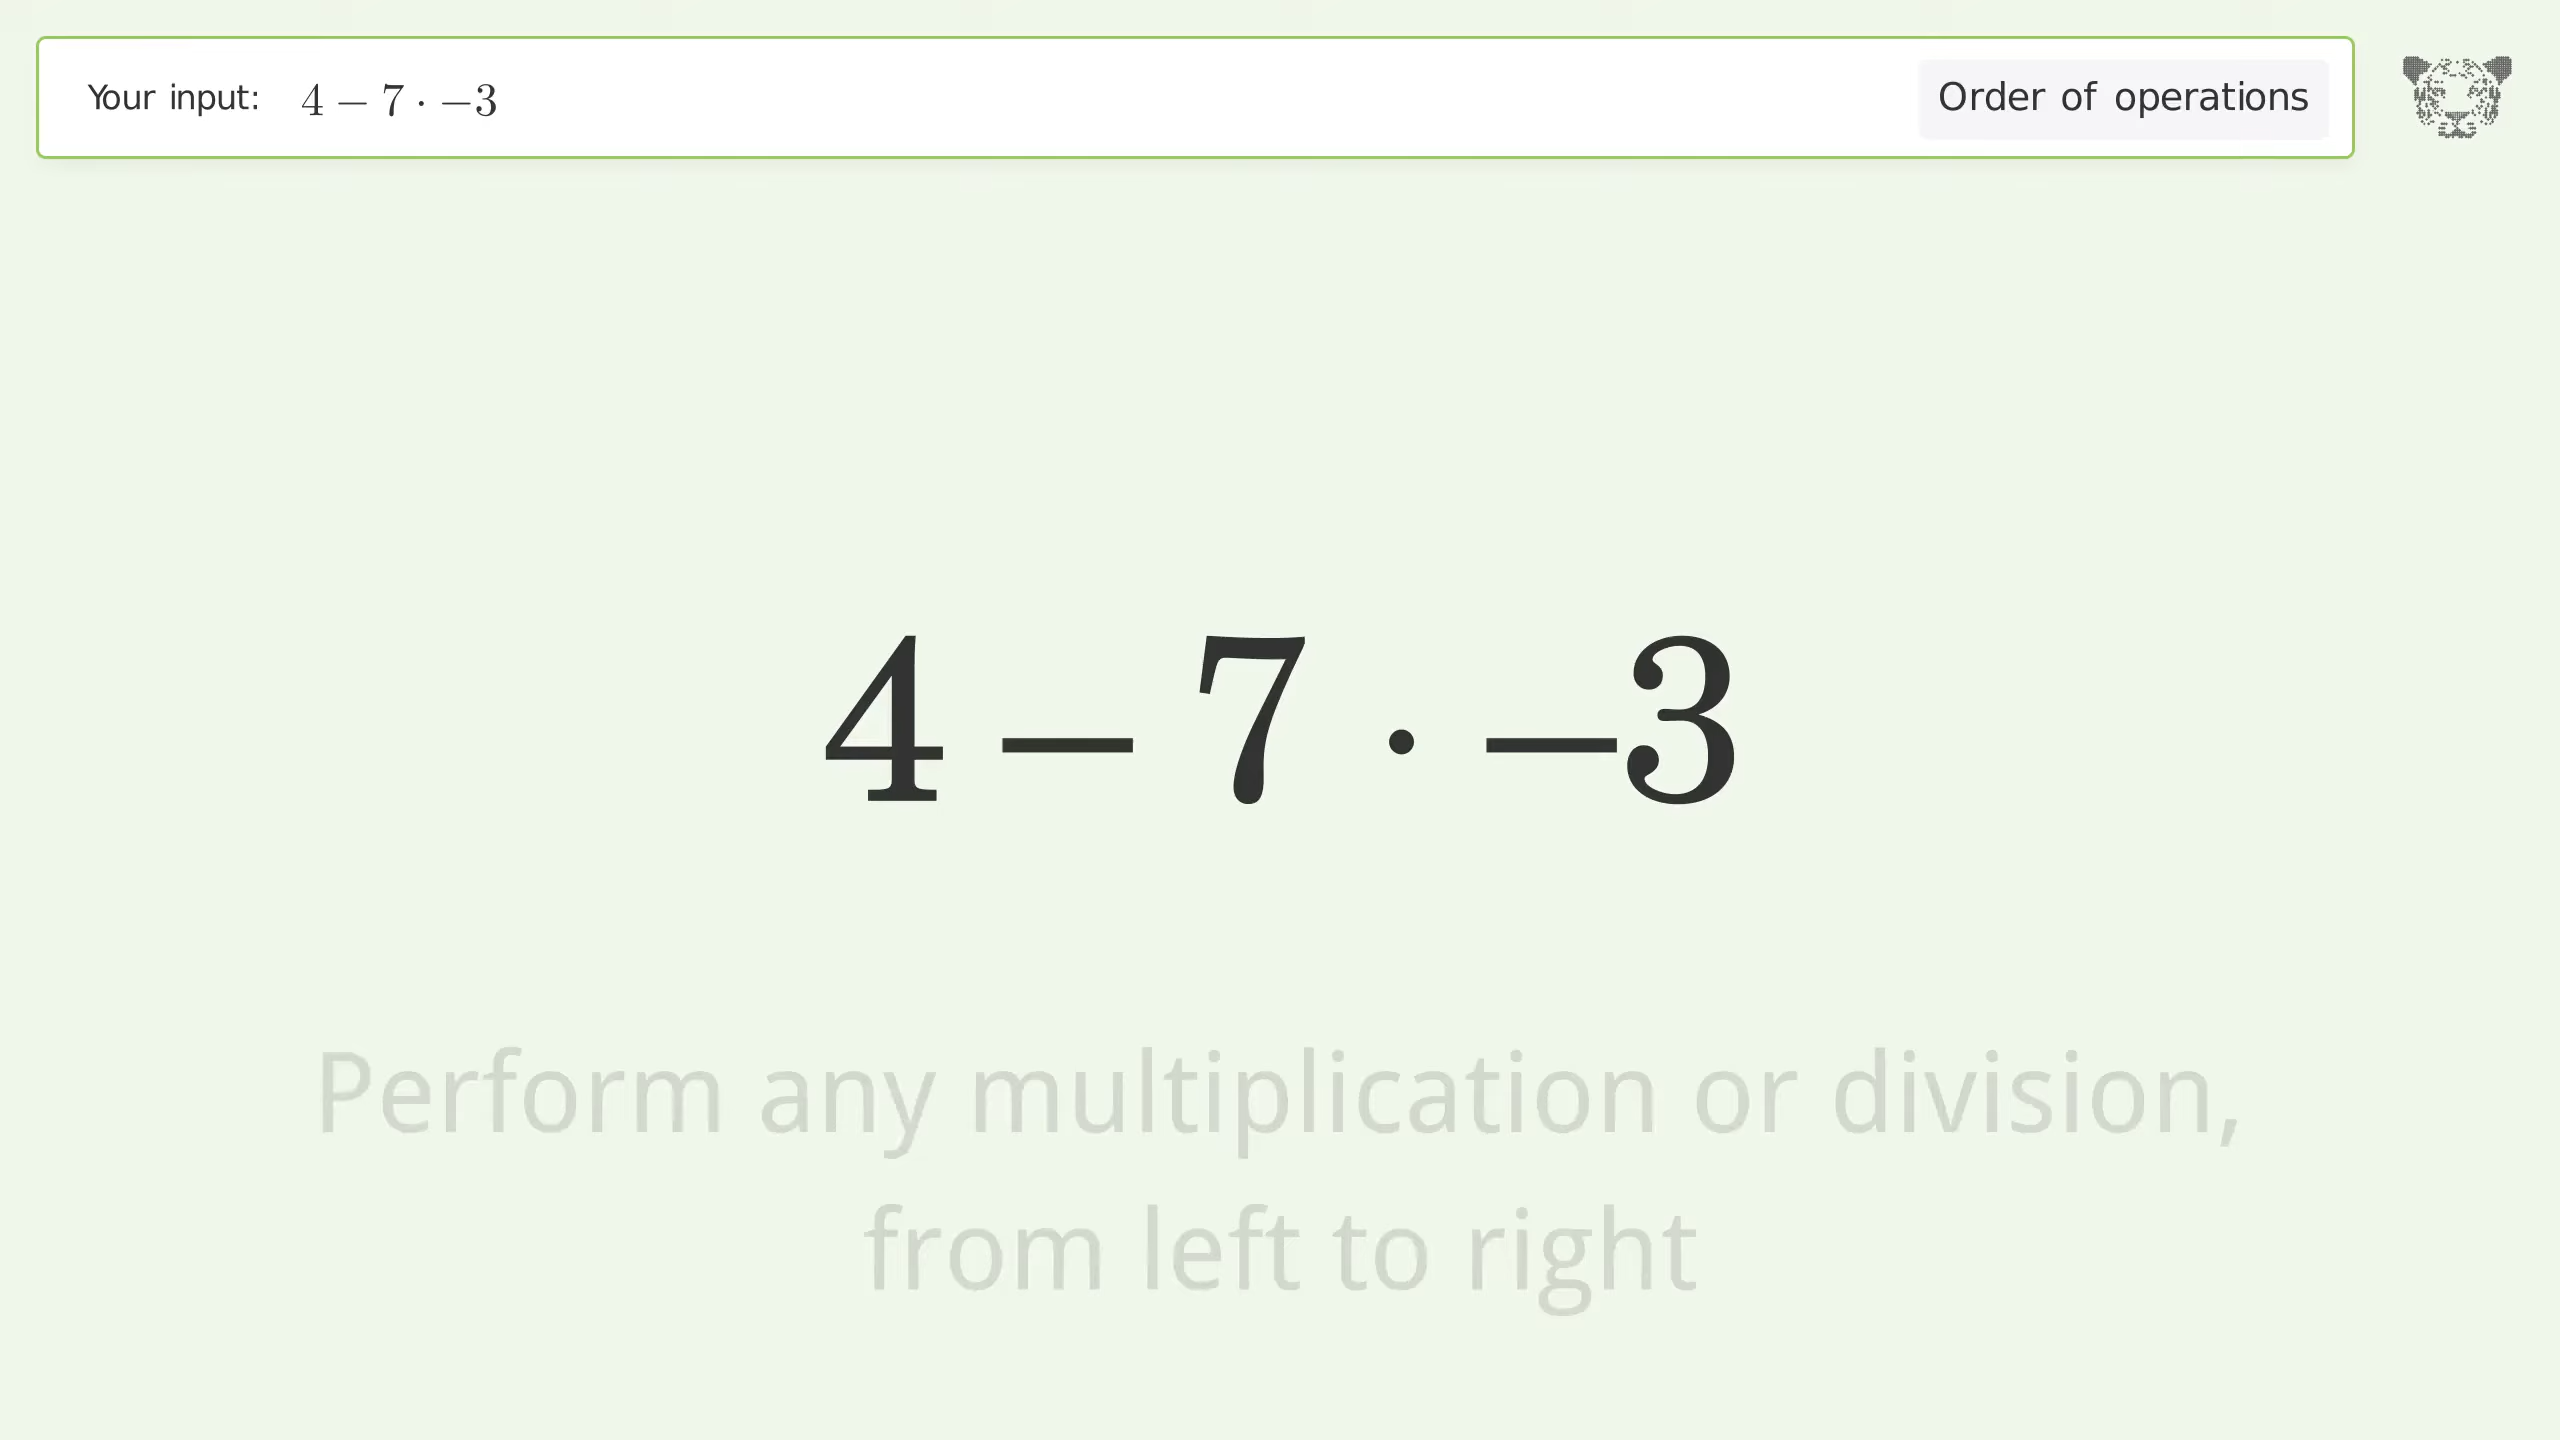 Your input: 4 − 7 · −3 Order of operations
4 − 7 · −3
Perform any multiplication or division,
from left to right